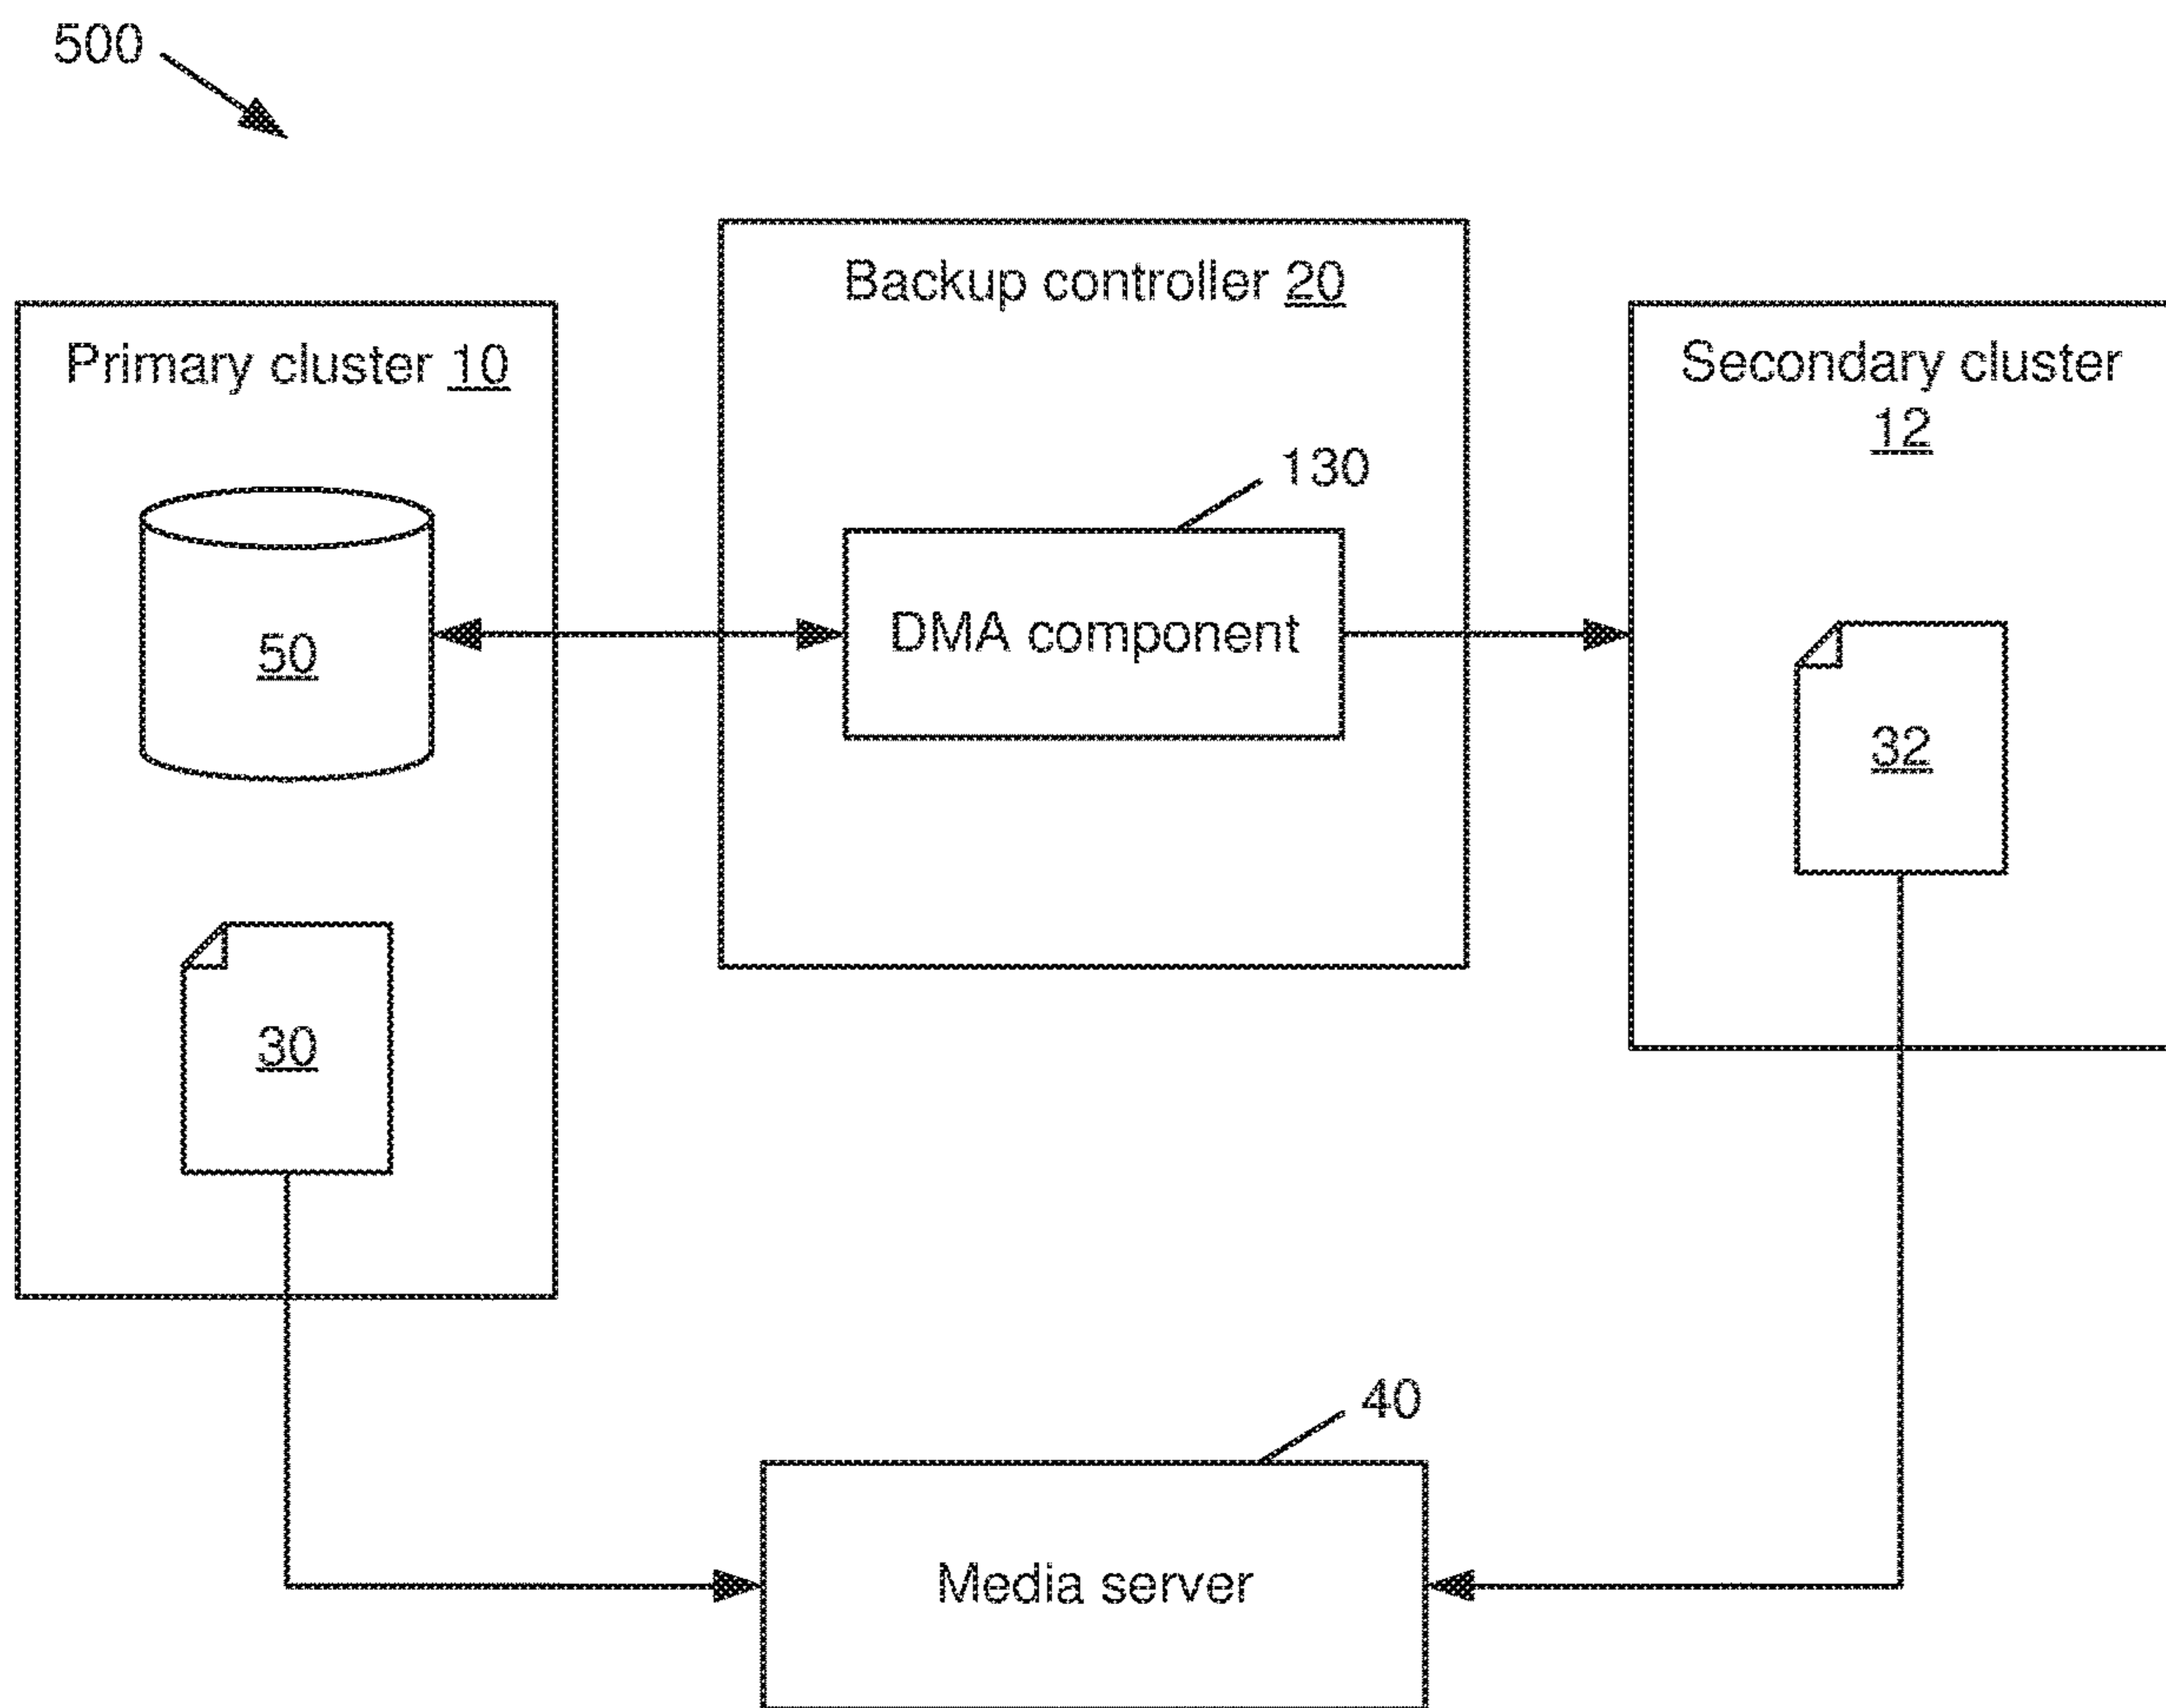 500
Backup controller 20
Primary cluster 10
Secondary cluster
12
130
DMA component
50
32
30
40
Media server